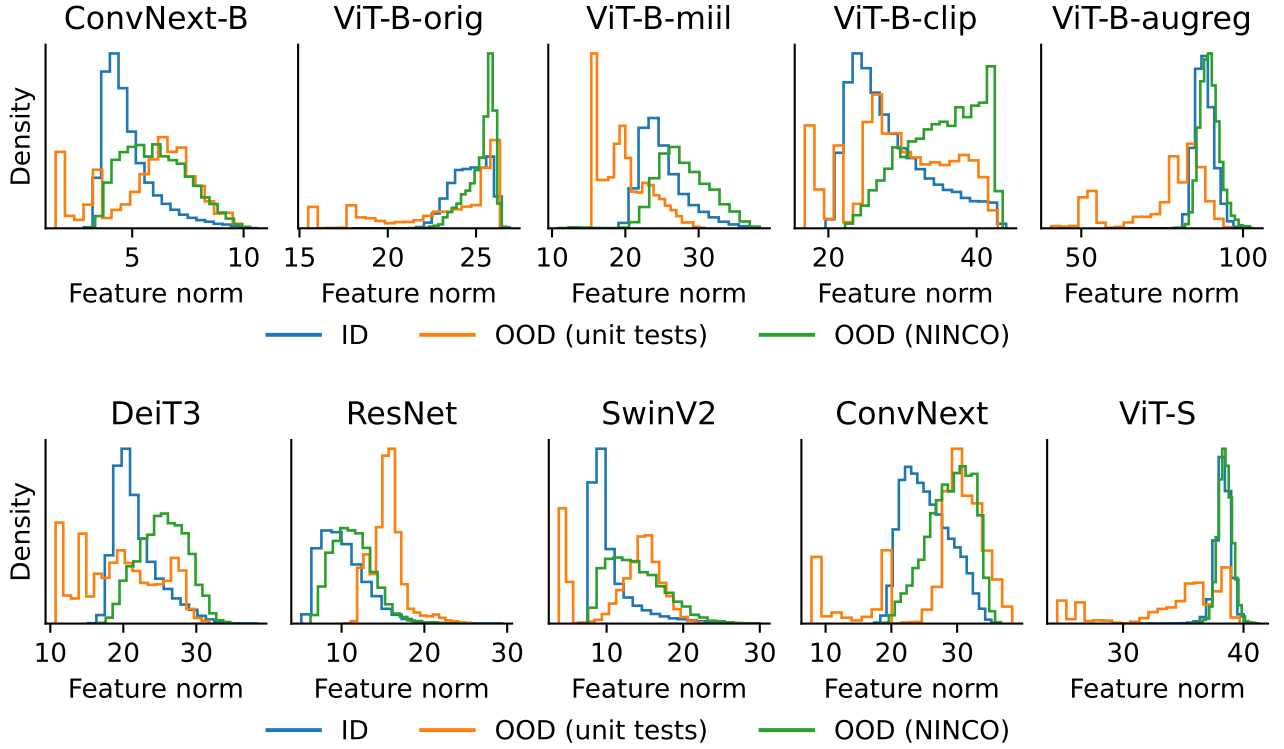 ConvNext-B ViT-B-orig ViT-B-miil ViT-B-clip ViT-B-augreg
Density
5 10 15 20 25 10 20 30 20 40 50 100
Feature norm Feature norm Feature norm Feature norm Feature norm
ID OOD (unit tests) OOD (NINCO)
DeiT3 ResNet SwinV2 ConvNext ViT-S
Density
10 20 30 10 20 30 10 20 30 10 20 30 30 40
Feature norm Feature norm Feature norm Feature norm Feature norm
ID OOD (unit tests) OOD (NINCO)